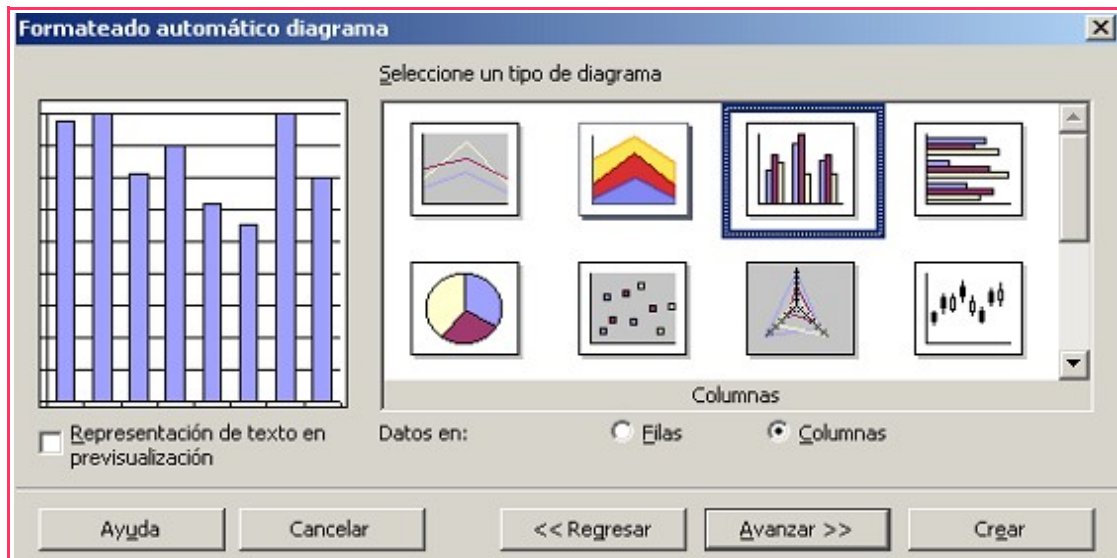 Formateado automático diagrama
Seleccione un tipo de diagrama
Columnas
Representación de texto en
previsualización
Datos en:
Filas
Columnas
Ayuda
Cancelar
<< Regresar
Avanzar >>
Crear